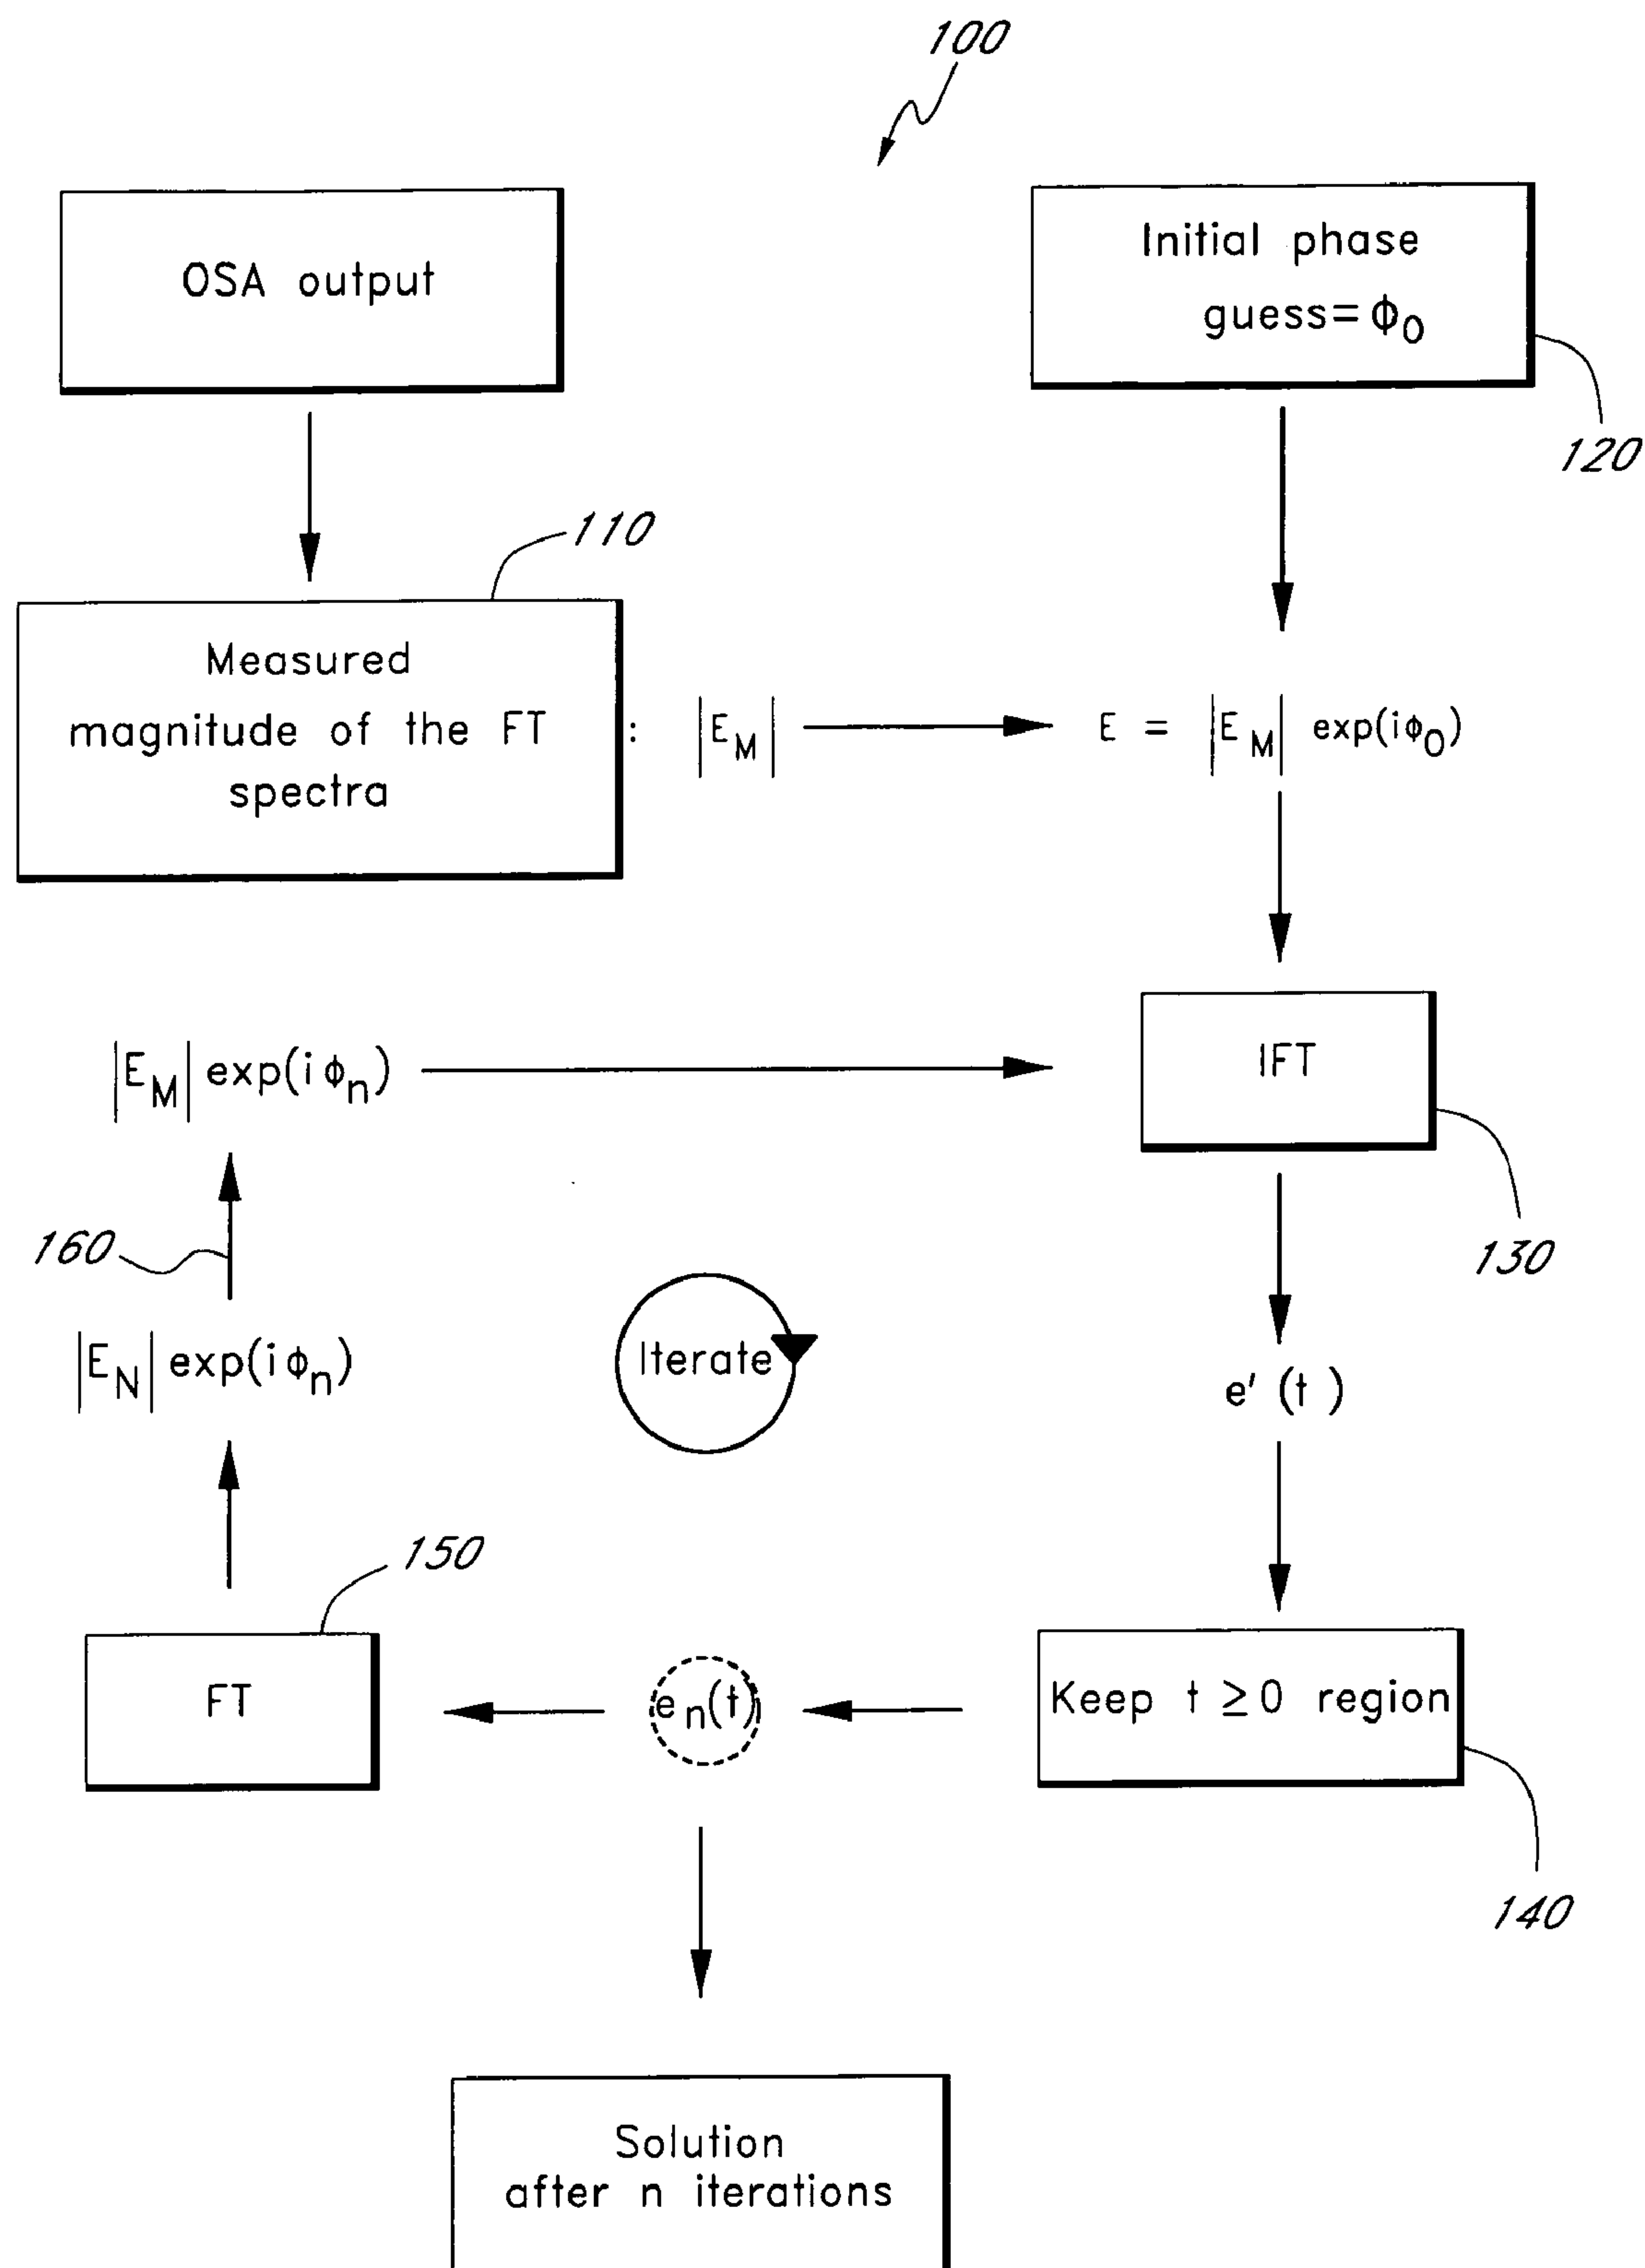 100
OSA output
Initial phase
guess=ϕ0
120
110
Measured
magnitude of the FT
spectra
: |EM|
E = |EM| exp(iϕ0)
|EM| exp(iϕn)
IFT
130
160
|EN| exp(iϕn)
Iterate
e' (t)
150
FT
en(t)
Keep t ≥ 0 region
140
Solution
after n iterations